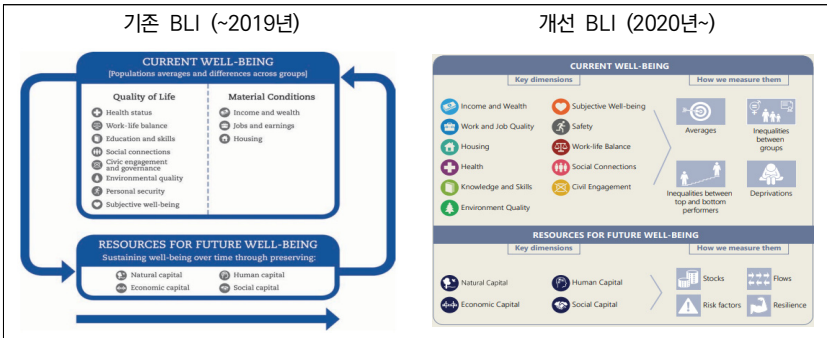 기존 BLI (~2019년)
CURRENT WELL-BEING
[Populations averages and differences across groups]
Quality of Life
Health status
Work-life balance
Education and skills
Social connections
Civic engagement
and governance
Environmental quality
Personal security
Subjective well-being
Material Conditions
Income and wealth
Jobs and earnings
Housing
RESOURCES FOR FUTURE WELL-BEING
Sustaining well-being over time through preserving:
Natural capital
Human capital
Economic capital
Social capital
개선 BLI (2020년~)
CURRENT WELL-BEING
Key dimensions
How we measure them
Income and Wealth
Subjective Well-being
Work and Job Quality
Safety
Housing
Work-life Balance
Health
Social Connections
Knowledge and Skills
Civil Engagement
Environment Quality
Averages
Inequalities
between
groups
Inequalities between
top and bottom
performers
Deprivations
RESOURCES FOR FUTURE WELL-BEING
Key dimensions
How we measure them
Natural Capital
Human Capital
Economic Capital
Social Capital
Stocks
Flows
Risk factors
Resilience